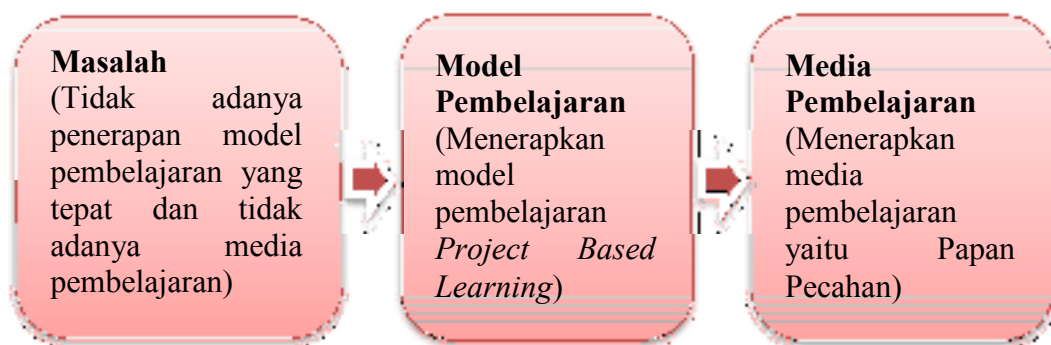 Masalah
(Tidak adanya
penerapan model
pembelajaran yang
tepat dan tidak
adanya media
pembelajaran)
Model
Pembelajaran
(Menerapkan
model
pembelajaran
Project Based
Learning)
Media
Pembelajaran
(Menerapkan
media
pembelajaran
yaitu Papan
Pecahan)